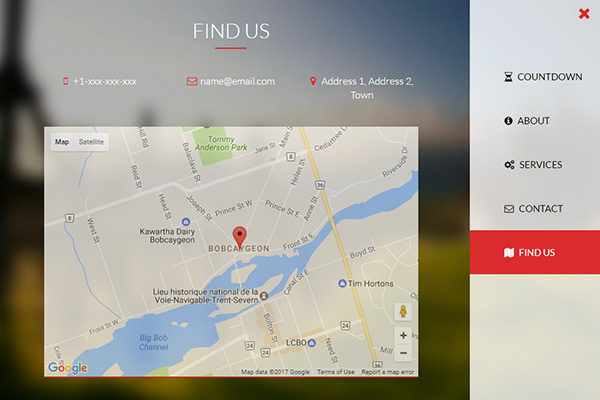 FIND US
+1-xxx-xxx-xxx
name@email.com
Address 1, Address 2,
Town
Map Satellite
Hill Rd
Balaclava St
Tommy
Anderson Park
Jane St
Main St
Cedartree
8
Riverside Dr
Reid St
Helen St
36
Head St
Joseph St
Prince St W
Prince St E
Anne St
8
West St
Kawartha Dairy
Bobcaygeon
BOBCAYGEON
Front St E
Boyd St
Canal St E
Tim Hortons
Lieu historique national de la
Voie-Navigable-Trent-Severn
Bolton St
Front St W
24
Big Bob
Channel
24
24
LCBO
Need St
Mill
36
Cole
Google
Map data ©2017 Google Terms of Use Report a map error
COUNTDOWN
ABOUT
SERVICES
CONTACT
FIND US